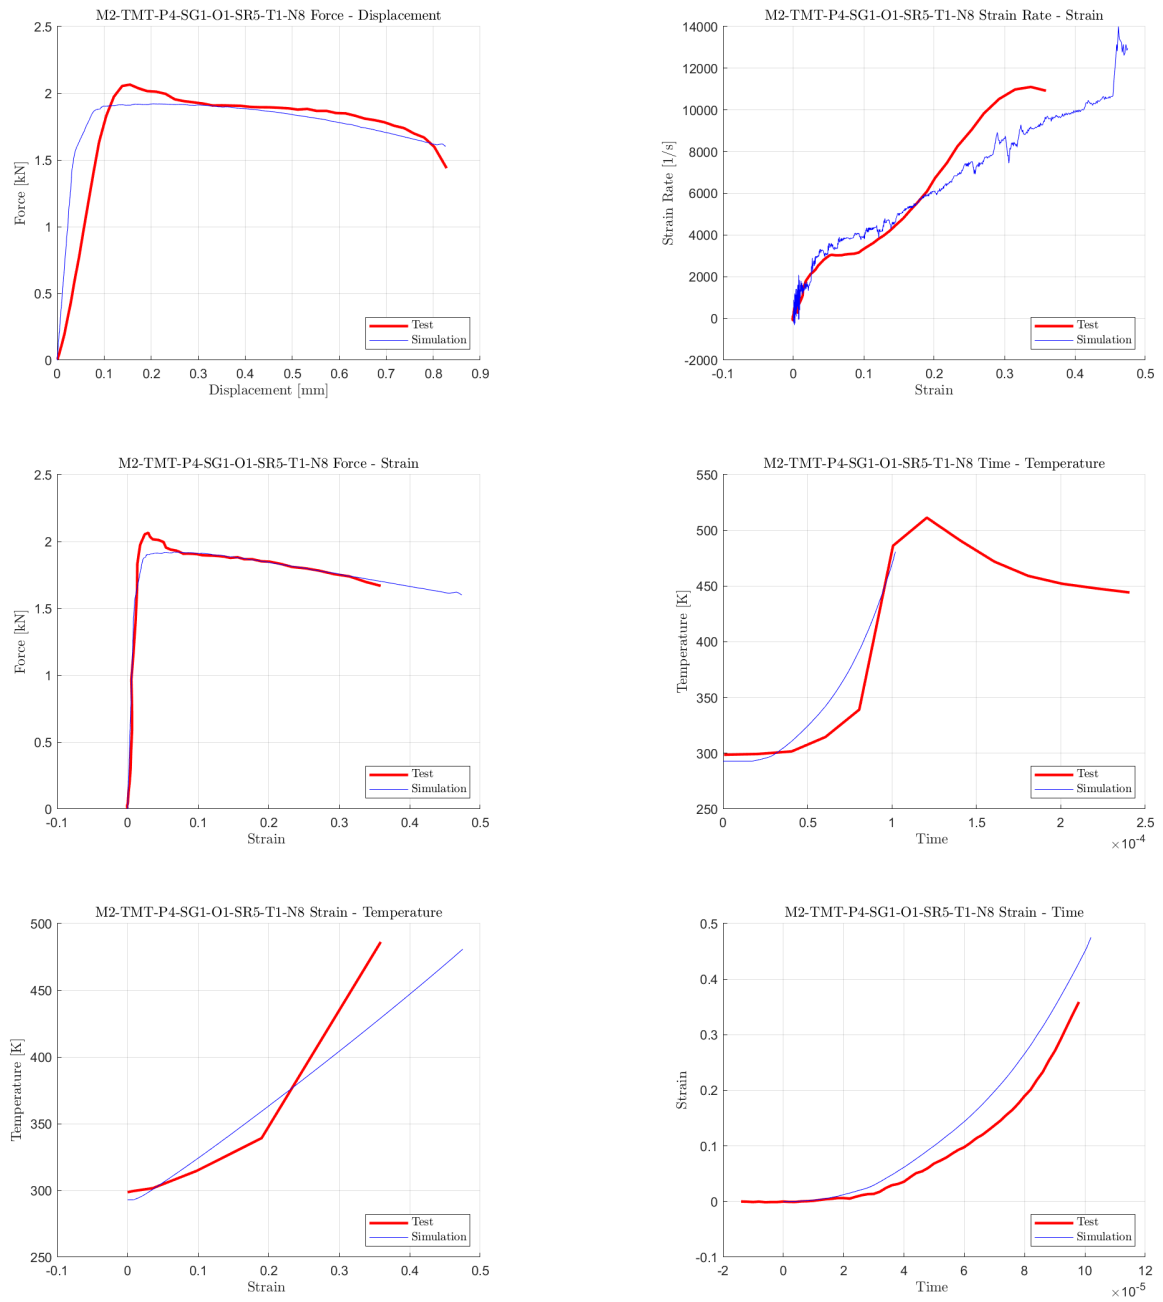 M2-TMT-P4-SG1-O1-SR5-T1-N8 Force - Displacement
2.5
2
1.5
1
0.5
0
Force [kN]
0 0.1 0.2 0.3 0.4 0.5 0.6 0.7 0.8 0.9
Displacement [mm]
Test
Simulation
M2-TMT-P4-SG1-O1-SR5-T1-N8 Strain Rate - Strain
14000
12000
10000
8000
6000
4000
2000
0
-2000
Strain Rate [1/s]
-0.1 0 0.1 0.2 0.3 0.4 0.5
Strain
Test
Simulation
M2-TMT-P4-SG1-O1-SR5-T1-N8 Force - Strain
2.5
2
1.5
1
0.5
0
Force [kN]
-0.1 0 0.1 0.2 0.3 0.4 0.5
Strain
Test
Simulation
M2-TMT-P4-SG1-O1-SR5-T1-N8 Time - Temperature
550
500
450
400
350
300
250
Temperature [K]
0 0.5 1 1.5 2 2.5
Time
×10-4
Test
Simulation
M2-TMT-P4-SG1-O1-SR5-T1-N8 Strain - Temperature
500
450
400
350
300
250
Temperature [K]
-0.1 0 0.1 0.2 0.3 0.4 0.5
Strain
Test
Simulation
M2-TMT-P4-SG1-O1-SR5-T1-N8 Strain - Time
0.5
0.4
0.3
0.2
0.1
0
-0.1
Strain
-2 0 2 4 6 8 10 12
Time
×10-5
Test
Simulation